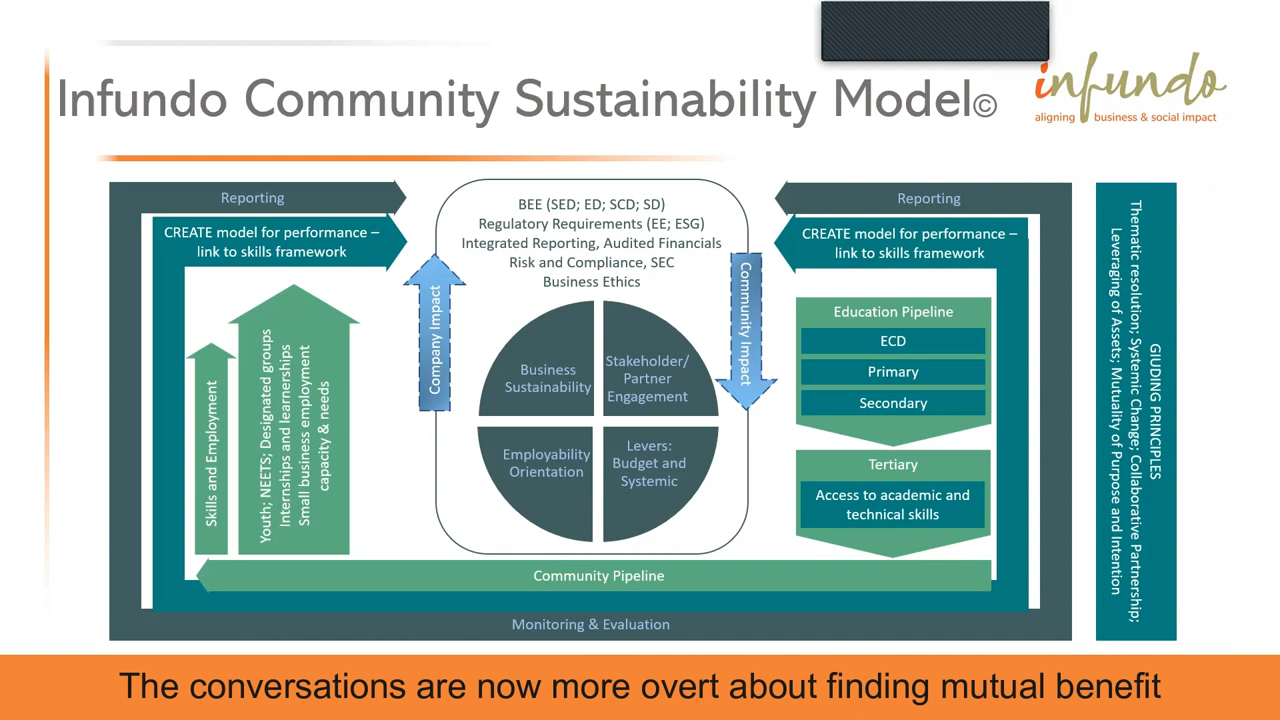 Infundo Community Sustainability Model©
infundo
aligning business & social impact
Reporting
CREATE model for performance –
link to skills framework
Skills and Employment
Youth; NEETS; Designated groups
Internships and learnerships
Small business employment
capacity & needs
Company Impact
BEE (SED; ED; SCD; SD)
Regulatory Requirements (EE; ESG)
Integrated Reporting, Audited Financials
Risk and Compliance, SEC
Business Ethics
Business
Sustainability
Stakeholder/
Partner
Engagement
Employability
Orientation
Levers:
Budget and
Systemic
Community Impact
Reporting
CREATE model for performance –
link to skills framework
Education Pipeline
ECD
Primary
Secondary
Tertiary
Access to academic and
technical skills
Community Pipeline
Monitoring & Evaluation
GIUDING PRINCIPLES
Thematic resolution; Systemic Change; Collaborative Partnership;
Leveraging of Assets; Mutuality of Purpose and Intention
The conversations are now more overt about finding mutual benefit